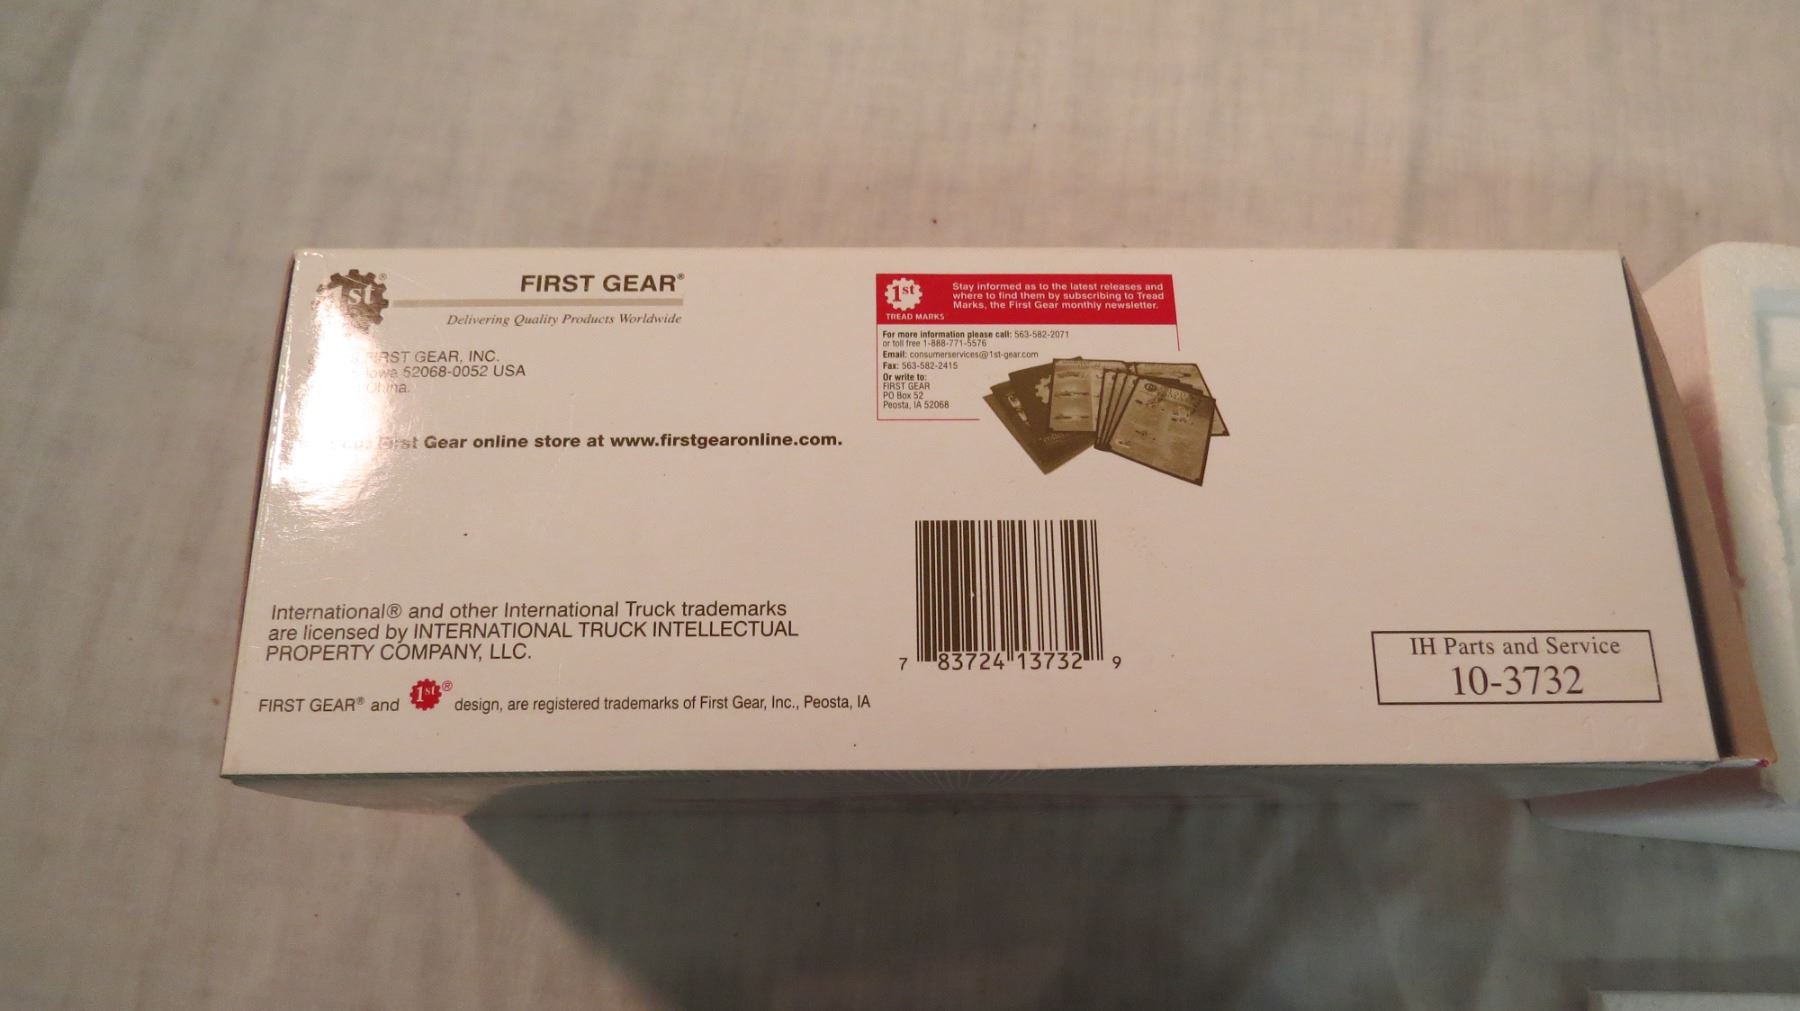 1st ®
FIRST GEAR®
Delivering Quality Products Worldwide
FIRST GEAR, INC.
Iowa 52068-0052 USA
China.
First Gear online store at www.firstgearonline.com.
International® and other International Truck trademarks
are licensed by INTERNATIONAL TRUCK INTELLECTUAL
PROPERTY COMPANY, LLC.
FIRST GEAR® and 1st® design, are registered trademarks of First Gear, Inc., Peosta, IA
1st
TREAD MARKS
Stay informed as to the latest releases and
where to find them by subscribing to Tread
Marks, the First Gear monthly newsletter.
For more information please call: 563-582-2071
or toll free 1-888-771-5576
Email: consumerservices@1st-gear.com
Fax: 563-582-2415
Or write to:
FIRST GEAR
PO Box 52
Peosta, IA 52068
7 83724 13732 9
IH Parts and Service
10-3732